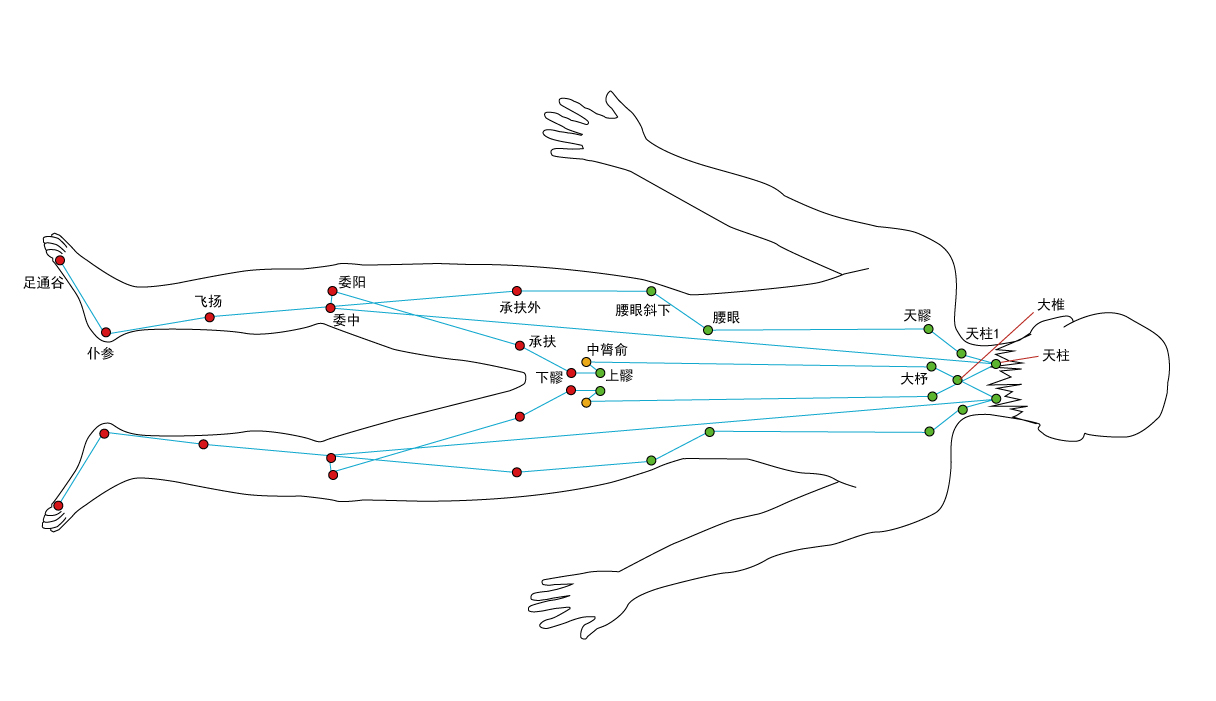 大椎
天髎
天柱1
天柱
足通谷
委阳
飞扬
承扶外
腰眼斜下
腰眼
委中
仆参
承扶
中膂俞
下髎
上髎
大杼